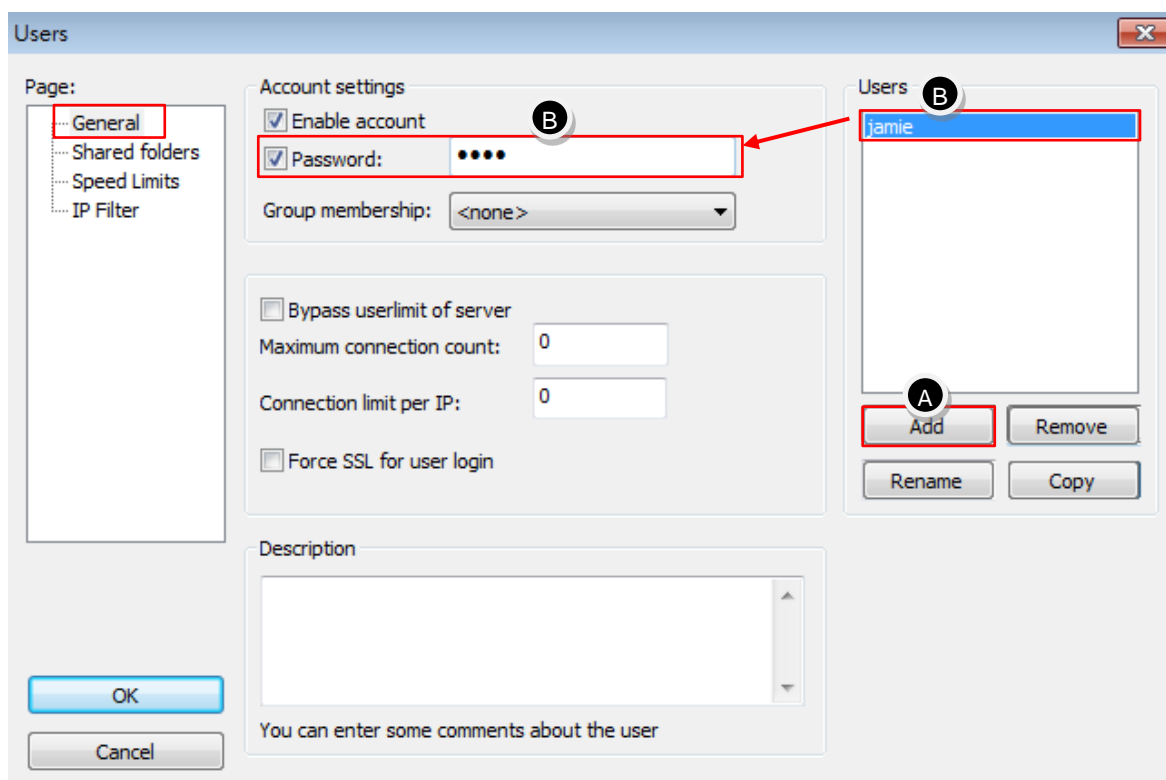 Users
Page:
General
Shared folders
Speed Limits
IP Filter
Account settings
Enable account
B
Password: ••••
Group membership: <none>
Bypass userlimit of server
Maximum connection count: 0
Connection limit per IP: 0
Force SSL for user login
Description
You can enter some comments about the user
Users
B
jamie
A
Add Remove
Rename Copy
OK
Cancel